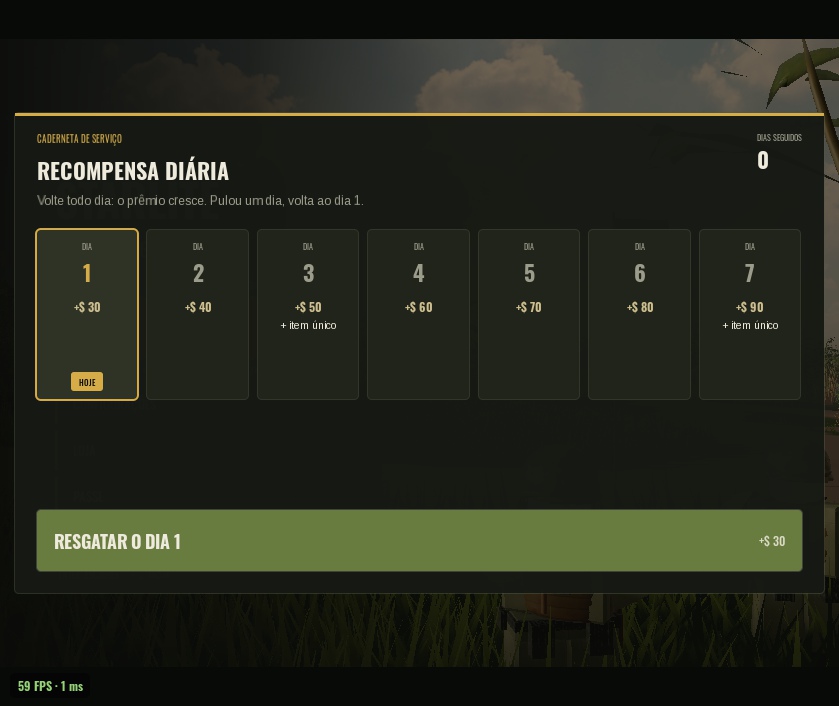 CADERNETA DE SERVIÇO
DIAS SEGUIDOS
RECOMPENSA DIÁRIA
0
Volte todo dia: o prêmio cresce. Pulou um dia, volta ao dia 1.
DIA DIA DIA DIA DIA DIA DIA
1 2 3 4 5 6 7
+$ 30 +$ 40 +$ 50 +$ 60 +$ 70 +$ 80 +$ 90
+ item único + item único
HOJE
RESGATAR O DIA 1 +$ 30
59 FPS · 1 ms